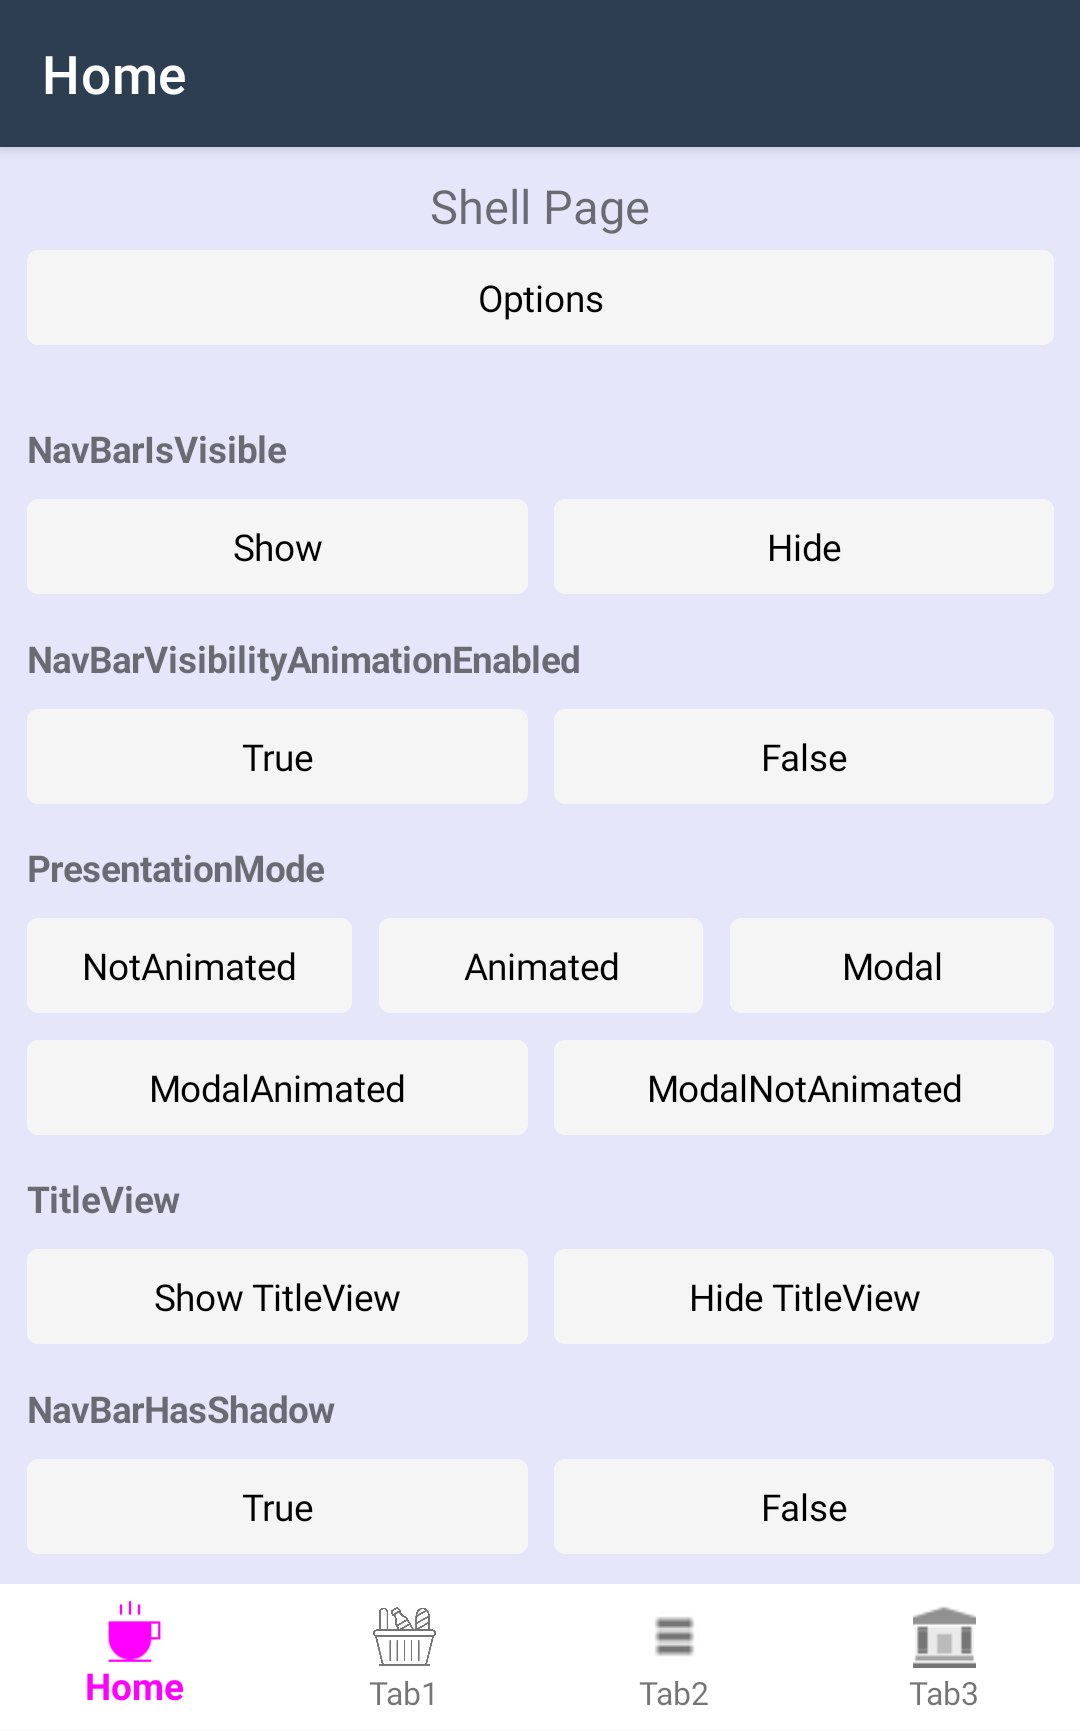 Home
Shell Page
Options
NavBarIsVisible
Show Hide
NavBarVisibilityAnimationEnabled
True False
PresentationMode
NotAnimated Animated Modal
ModalAnimated ModalNotAnimated
TitleView
Show TitleView Hide TitleView
NavBarHasShadow
True False
Home Tab1 Tab2 Tab3